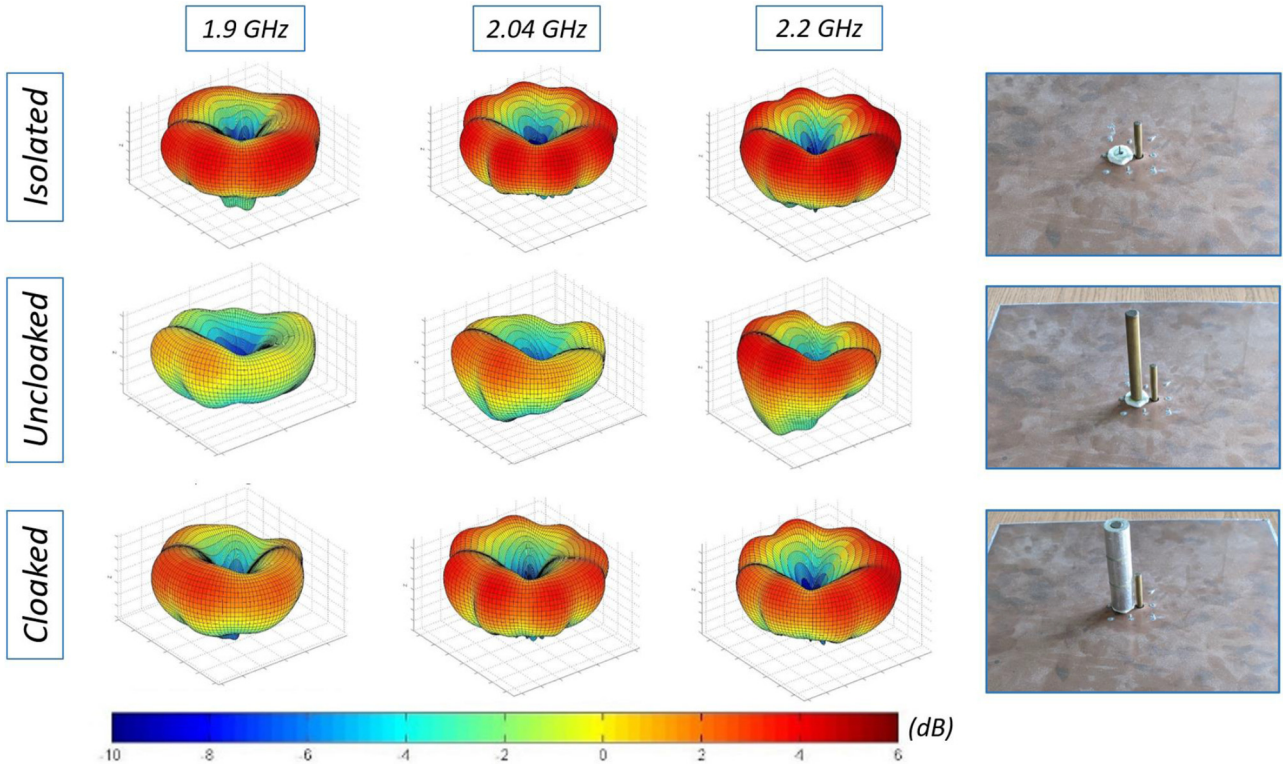 1.9 GHz
2.04 GHz
2.2 GHz
Isolated
Uncloaked
Cloaked
-10 -8 -6 -4 -2 0 2 4 6 (dB)